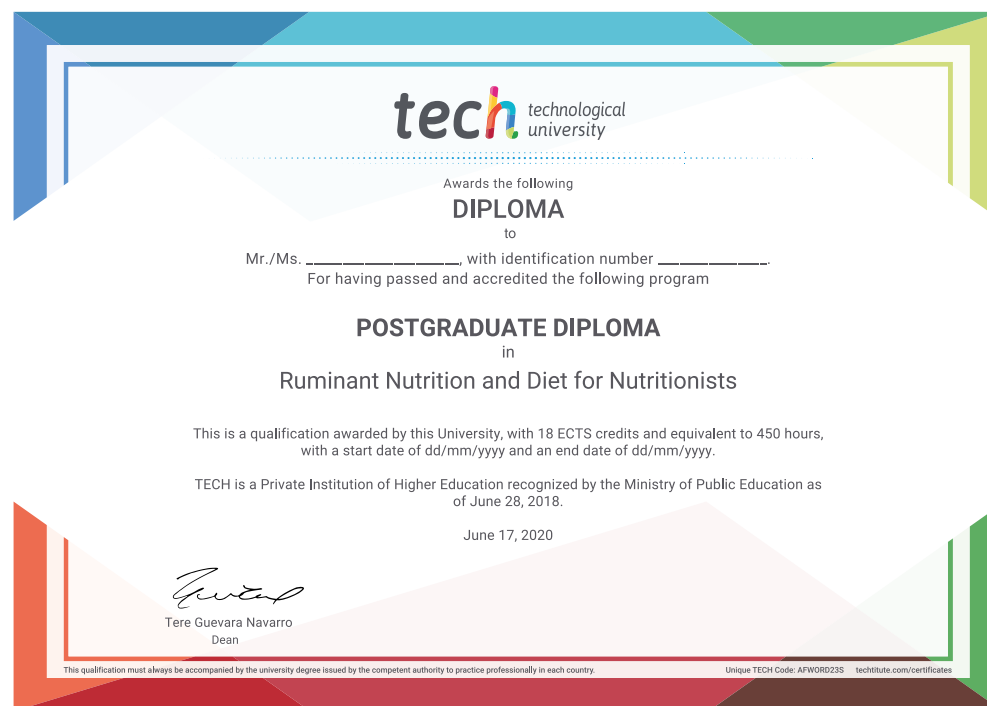 tech technological
university
Awards the following
DIPLOMA
to
Mr./Ms. ____________________, with identification number ______________.
For having passed and accredited the following program
POSTGRADUATE DIPLOMA
in
Ruminant Nutrition and Diet for Nutritionists
This is a qualification awarded by this University, with 18 ECTS credits and equivalent to 450 hours,
with a start date of dd/mm/yyyy and an end date of dd/mm/yyyy.
TECH is a Private Institution of Higher Education recognized by the Ministry of Public Education as
of June 28, 2018.
June 17, 2020
Tere Guevara Navarro
Dean
This qualification must always be accompanied by the university degree issued by the competent authority to practice professionally in each country.
Unique TECH Code: AFWORD23S techtitute.com/certificates